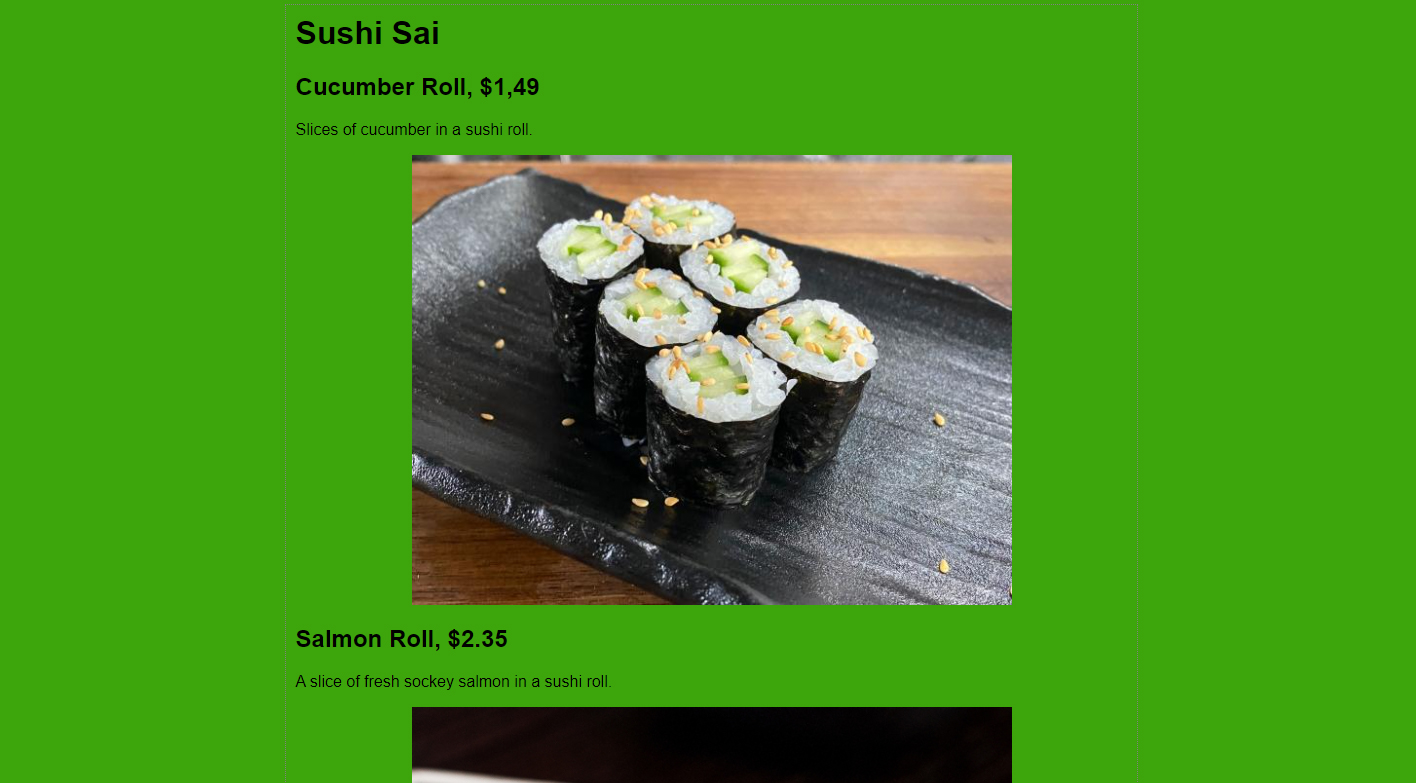 Sushi Sai
Cucumber Roll, $1,49
Slices of cucumber in a sushi roll.
Salmon Roll, $2.35
A slice of fresh sockey salmon in a sushi roll.